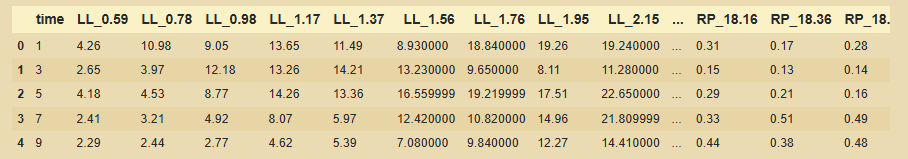 time LL_0.59 LL_0.78 LL_0.98 LL_1.17 LL_1.37 LL_1.56 LL_1.76 LL_1.95 LL_2.15 ... RP_18.16 RP_18.36 RP_18.
0 1 4.26 10.98 9.05 13.65 11.49 8.930000 18.840000 19.26 19.240000 ... 0.31 0.17 0.28
1 3 2.65 3.97 12.18 13.26 14.21 13.230000 9.650000 8.11 11.280000 ... 0.15 0.13 0.14
2 5 4.18 4.53 8.77 14.26 13.36 16.559999 19.219999 17.51 22.650000 ... 0.29 0.21 0.16
3 7 2.41 3.21 4.92 8.07 5.97 12.420000 10.820000 14.96 21.809999 ... 0.33 0.51 0.49
4 9 2.29 2.44 2.77 4.62 5.39 7.080000 9.840000 12.27 14.410000 ... 0.44 0.38 0.48